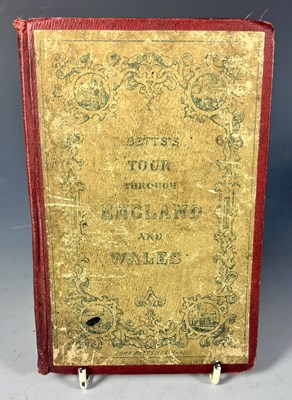 BETTS'S
TOUR
THROUGH
ENGLAND
AND
WALES